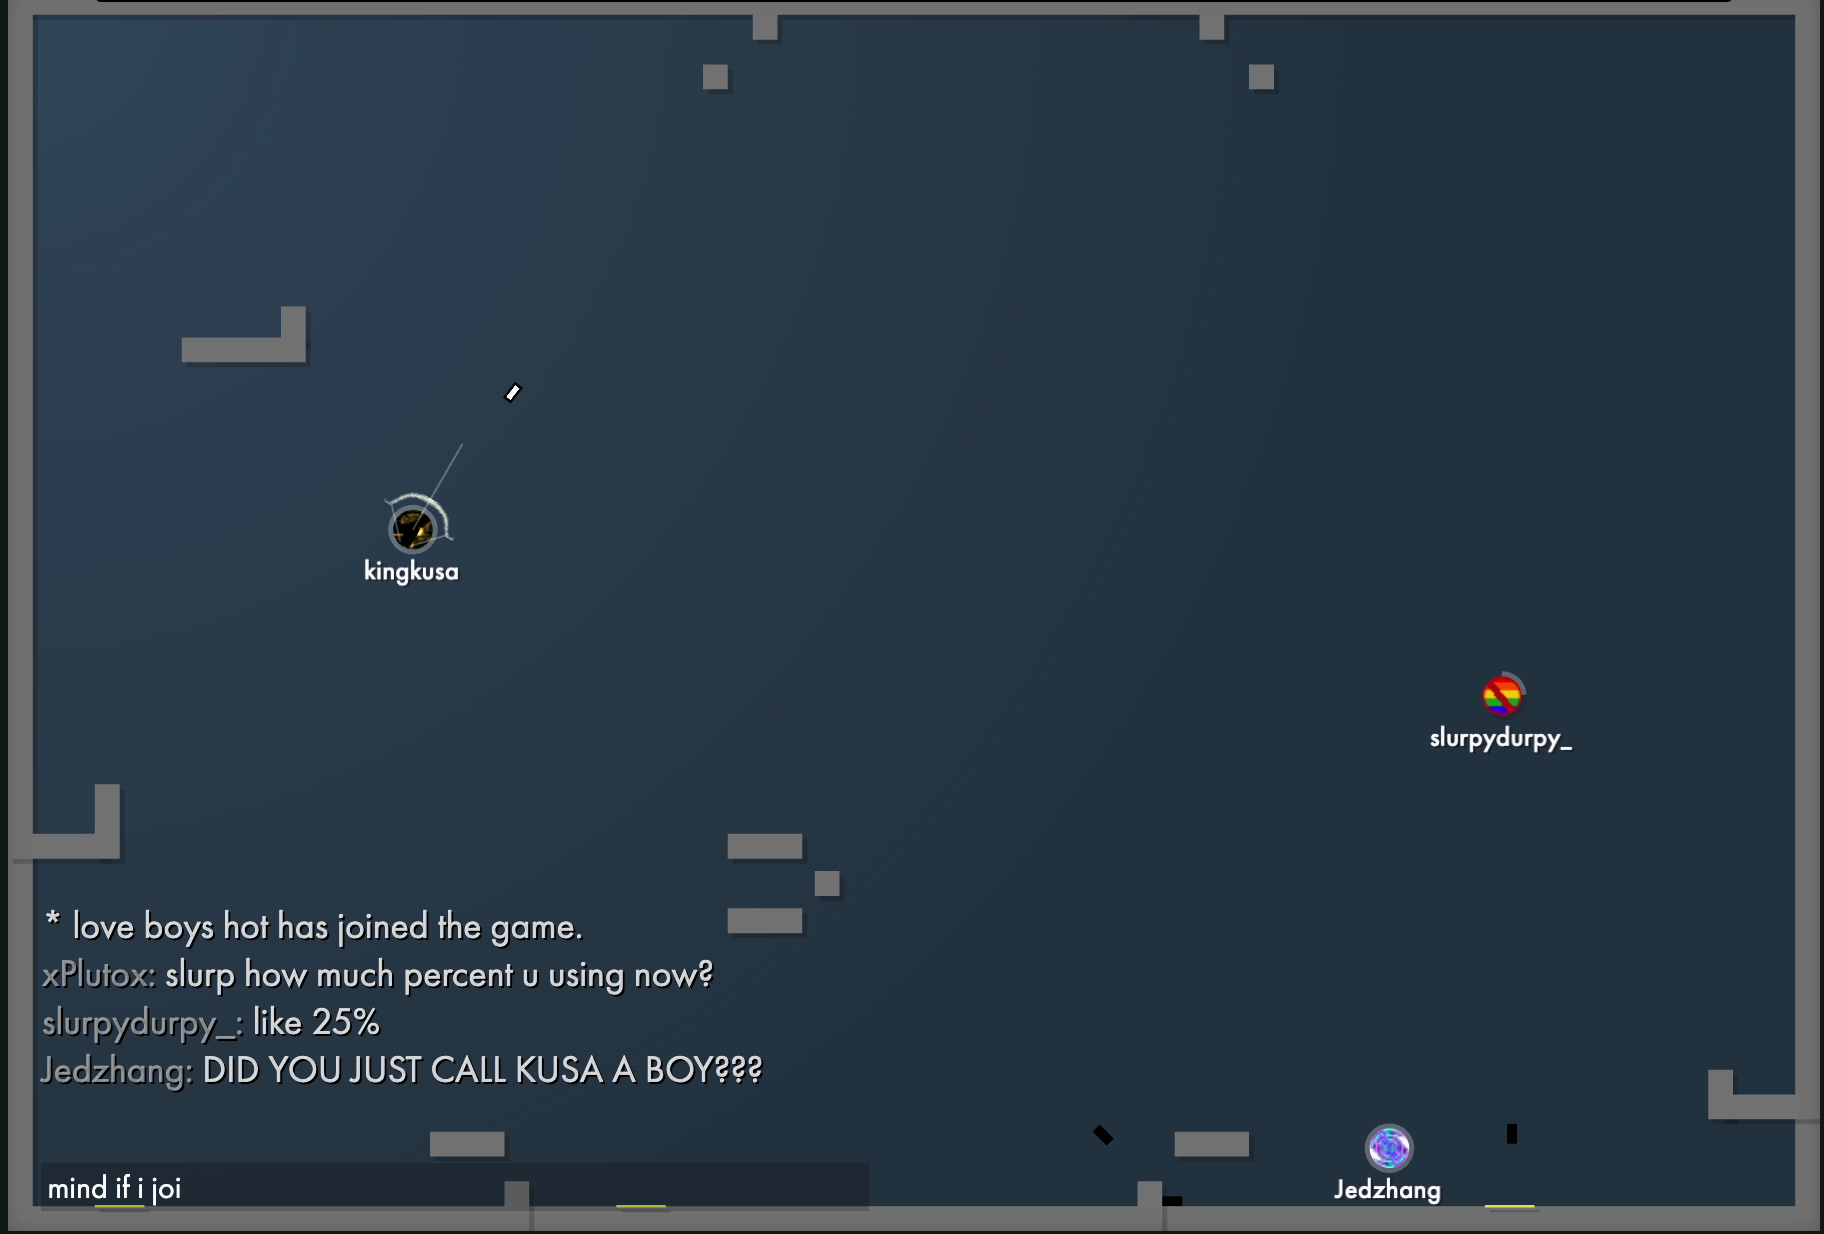 kingkusa
slurpydurpy_
* love boys hot has joined the game.
xPlutox: slurp how much percent u using now?
slurpydurpy_: like 25%
Jedzhang: DID YOU JUST CALL KUSA A BOY???
mind if i joi
Jedzhang